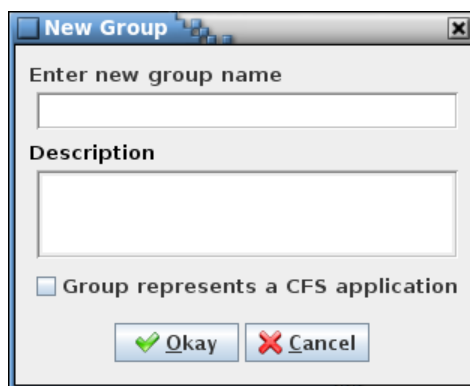 New Group
Enter new group name
Description
Group represents a CFS application
Okay Cancel